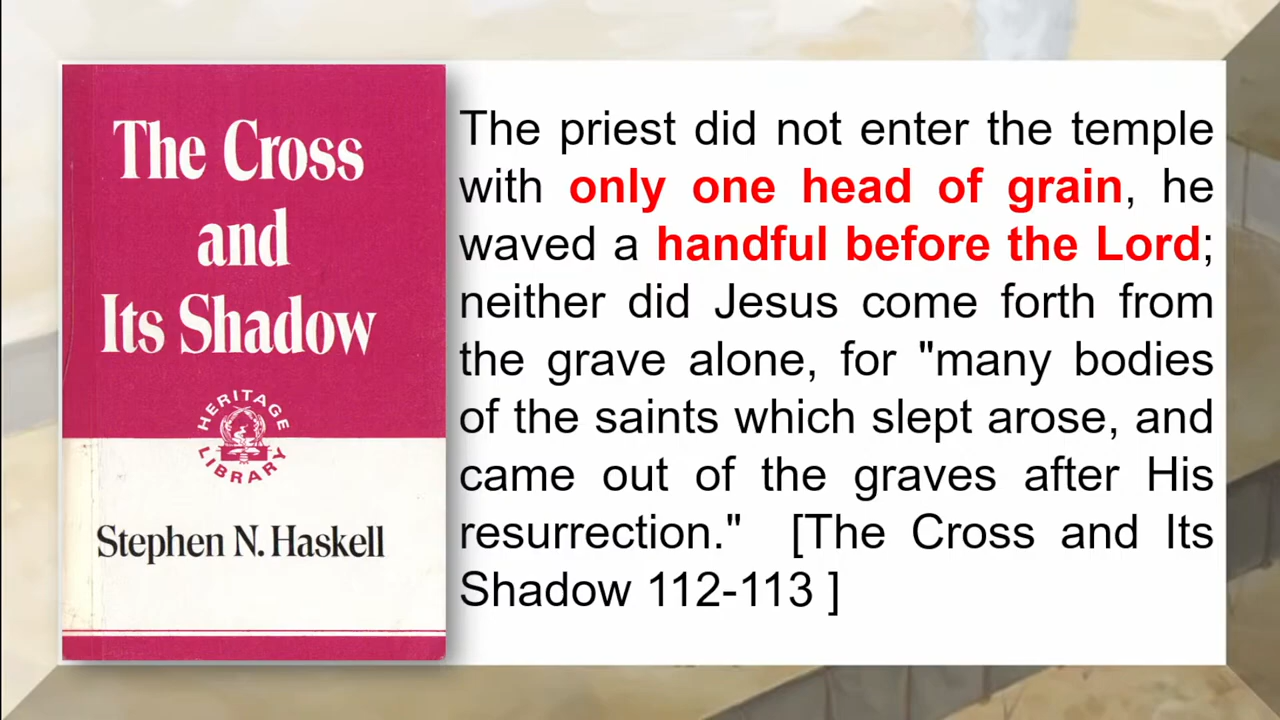 The Cross
and
Its Shadow
HERITAGE
LIBRARY
Stephen N. Haskell
The priest did not enter the temple
with only one head of grain, he
waved a handful before the Lord;
neither did Jesus come forth from
the grave alone, for "many bodies
of the saints which slept arose, and
came out of the graves after His
resurrection." [The Cross and Its
Shadow 112-113 ]